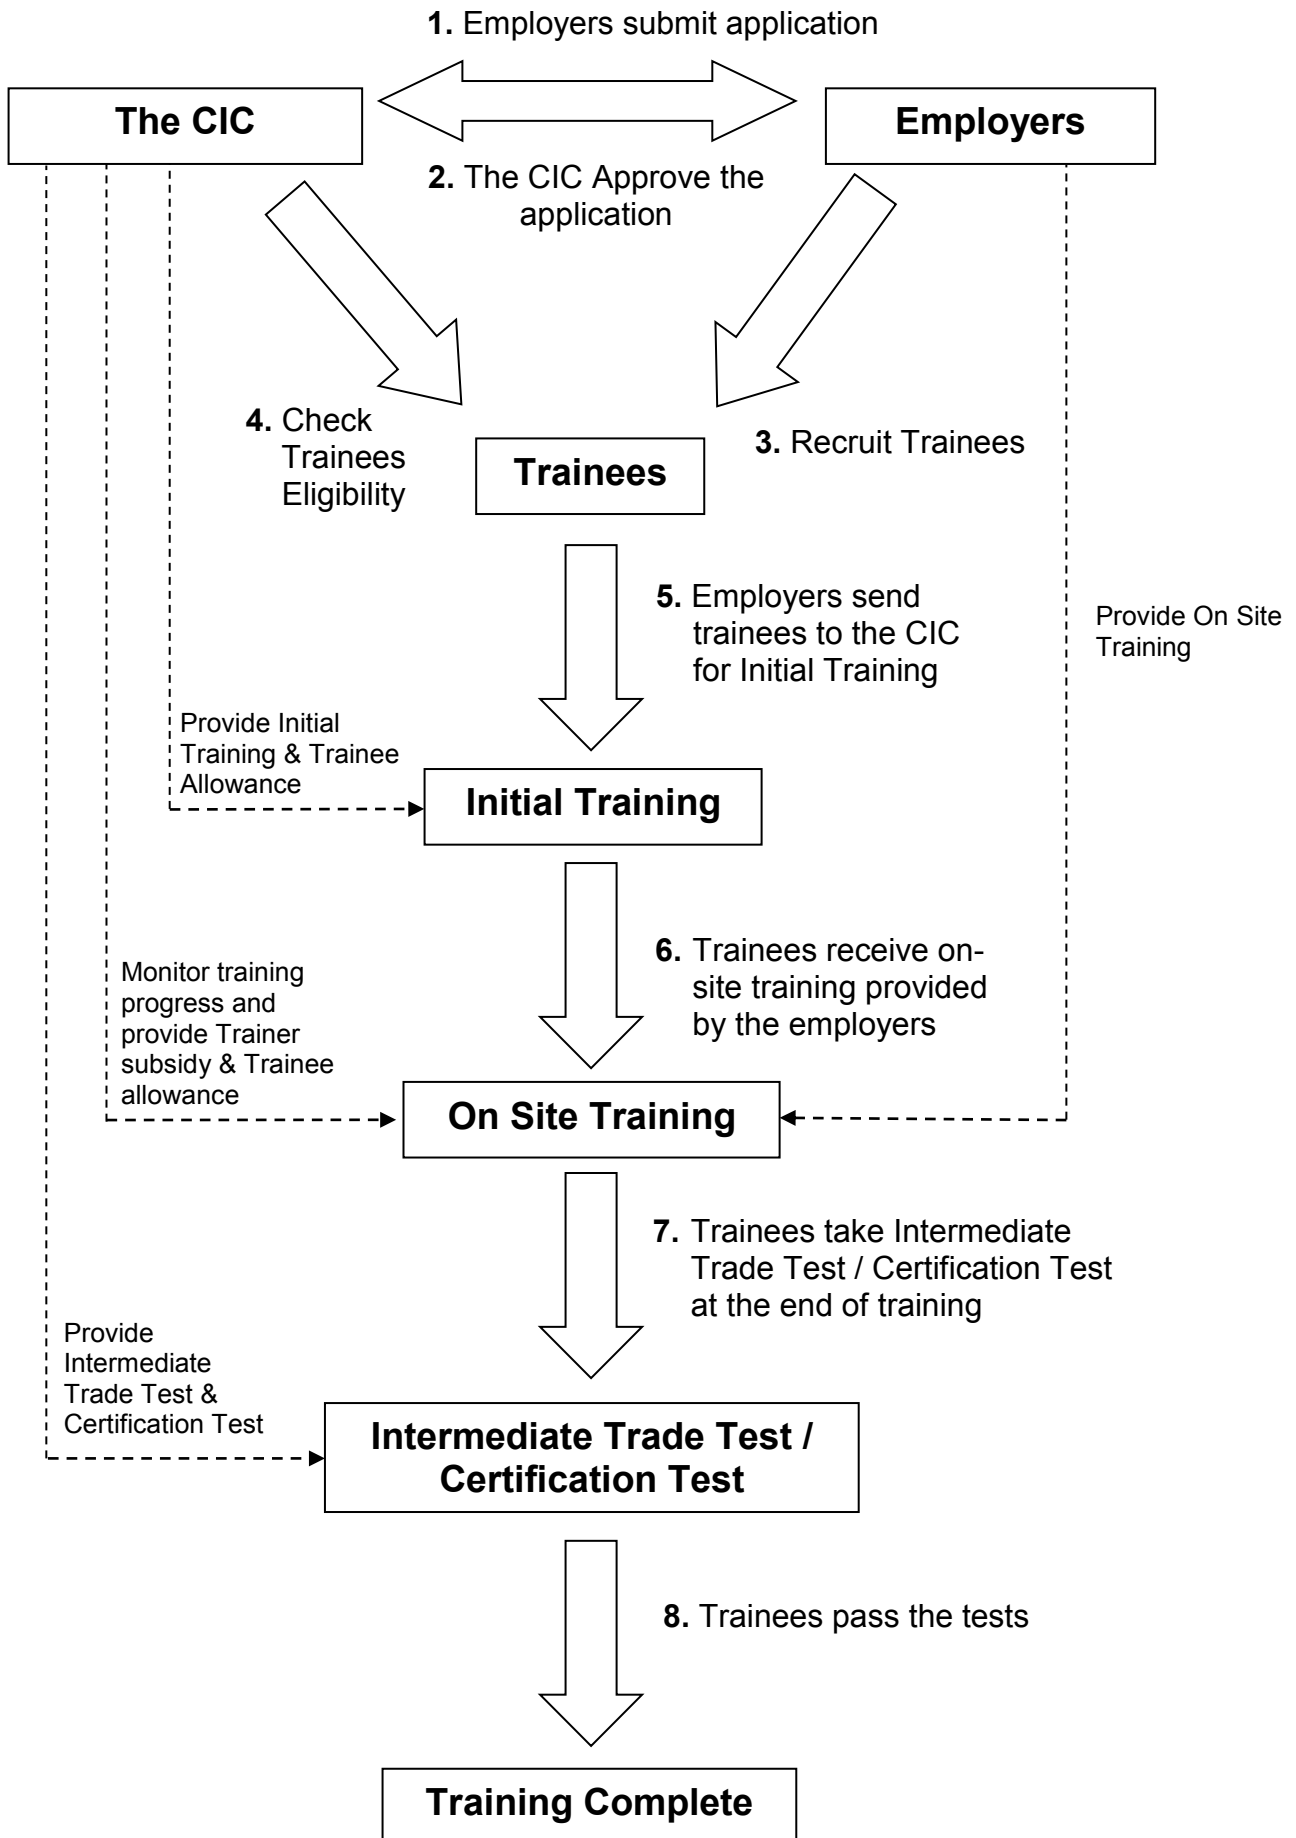 1. Employers submit application
The CIC
Employers
2. The CIC Approve the
application
4. Check
Trainees
Eligibility
3. Recruit Trainees
Trainees
5. Employers send
trainees to the CIC
for Initial Training
Provide On Site
Training
Provide Initial
Training & Trainee
Allowance
Initial Training
6. Trainees receive on-
site training provided
by the employers
Monitor training
progress and
provide Trainer
subsidy & Trainee
allowance
On Site Training
7. Trainees take Intermediate
Trade Test / Certification Test
at the end of training
Provide
Intermediate
Trade Test &
Certification Test
Intermediate Trade Test /
Certification Test
8. Trainees pass the tests
Training Complete